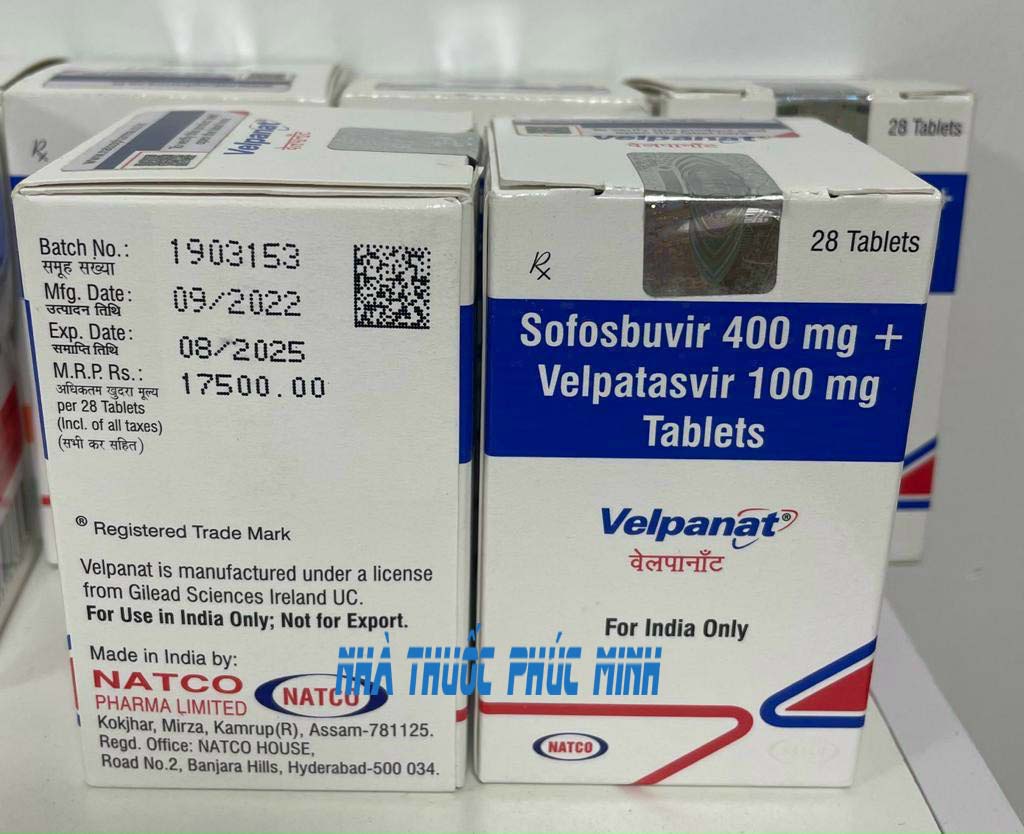 28 Tablets
Rx
Velpanat
वेलपानाँट
Batch No.: 1903153
समूह संख्या
Mfg. Date: 09/2022
उत्पादन तिथि
Exp. Date: 08/2025
समाप्ति तिथि
M.R.P. Rs.: 17500.00
अधिकतम खुदरा मूल्य
per 28 Tablets
(Incl. of all taxes)
(सभी कर सहित)
® Registered Trade Mark
Velpanat is manufactured under a license
from Gilead Sciences Ireland UC.
For Use in India Only; Not for Export.
Made in India by:
NATCO
PHARMA LIMITED
NATCO
Kokjhar, Mirza, Kamrup(R), Assam-781125.
Regd. Office: NATCO HOUSE,
Road No.2, Banjara Hills, Hyderabad-500 034.
Velpanat
Rx
28 Tablets
Sofosbuvir 400 mg +
Velpatasvir 100 mg
Tablets
Velpanat®
वेलपानाँट
For India Only
NATCO
NHÀ THUỐC PHÚC MINH